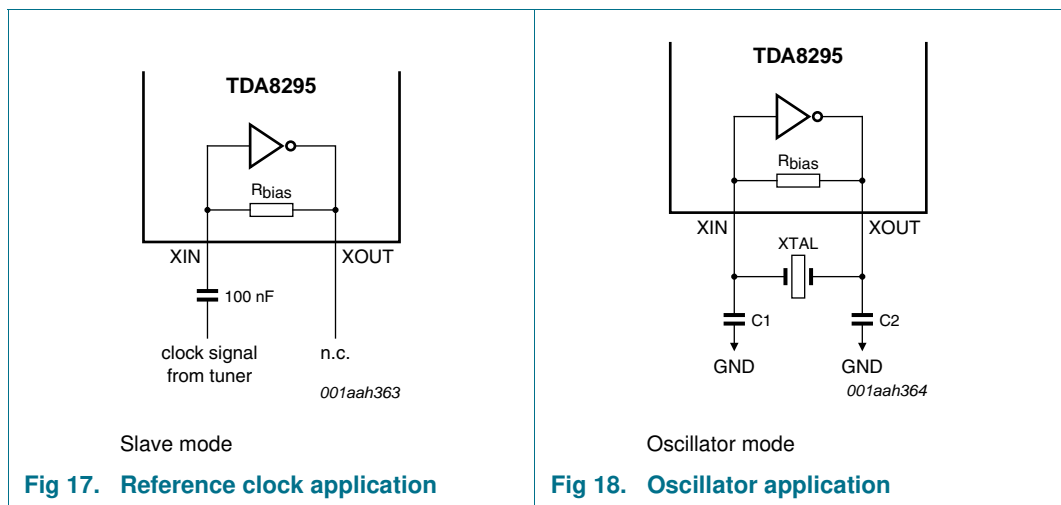 TDA8295
Rbias
XIN
XOUT
100 nF
clock signal
from tuner
n.c.
001aah363
Slave mode
Fig 17. Reference clock application
TDA8295
Rbias
XIN
XOUT
XTAL
C1
C2
GND
GND
001aah364
Oscillator mode
Fig 18. Oscillator application